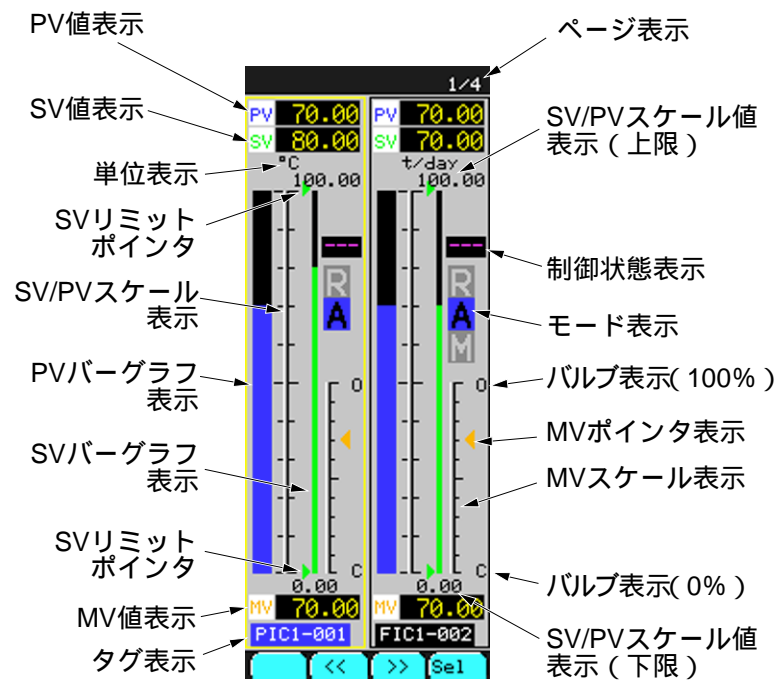 PV値表示
SV値表示
単位表示
SVリミット
ポインタ
SV/PVスケール
表示
PVバーグラフ
表示
SVバーグラフ
表示
SVリミット
ポインタ
MV値表示
タグ表示
1/4
PV 70.00
SV 80.00
°C
100.00
---
R
A
O
C
0.00
MV 70.00
PIC1-001
PV 70.00
SV 70.00
t/day
100.00
---
R
A
M
O
C
0.00
MV 70.00
FIC1-002
<< >> Sel
ページ表示
SV/PVスケール値
表示(上限)
制御状態表示
モード表示
バルブ表示(100%)
MVポインタ表示
MVスケール表示
バルブ表示(0%)
SV/PVスケール値
表示(下限)